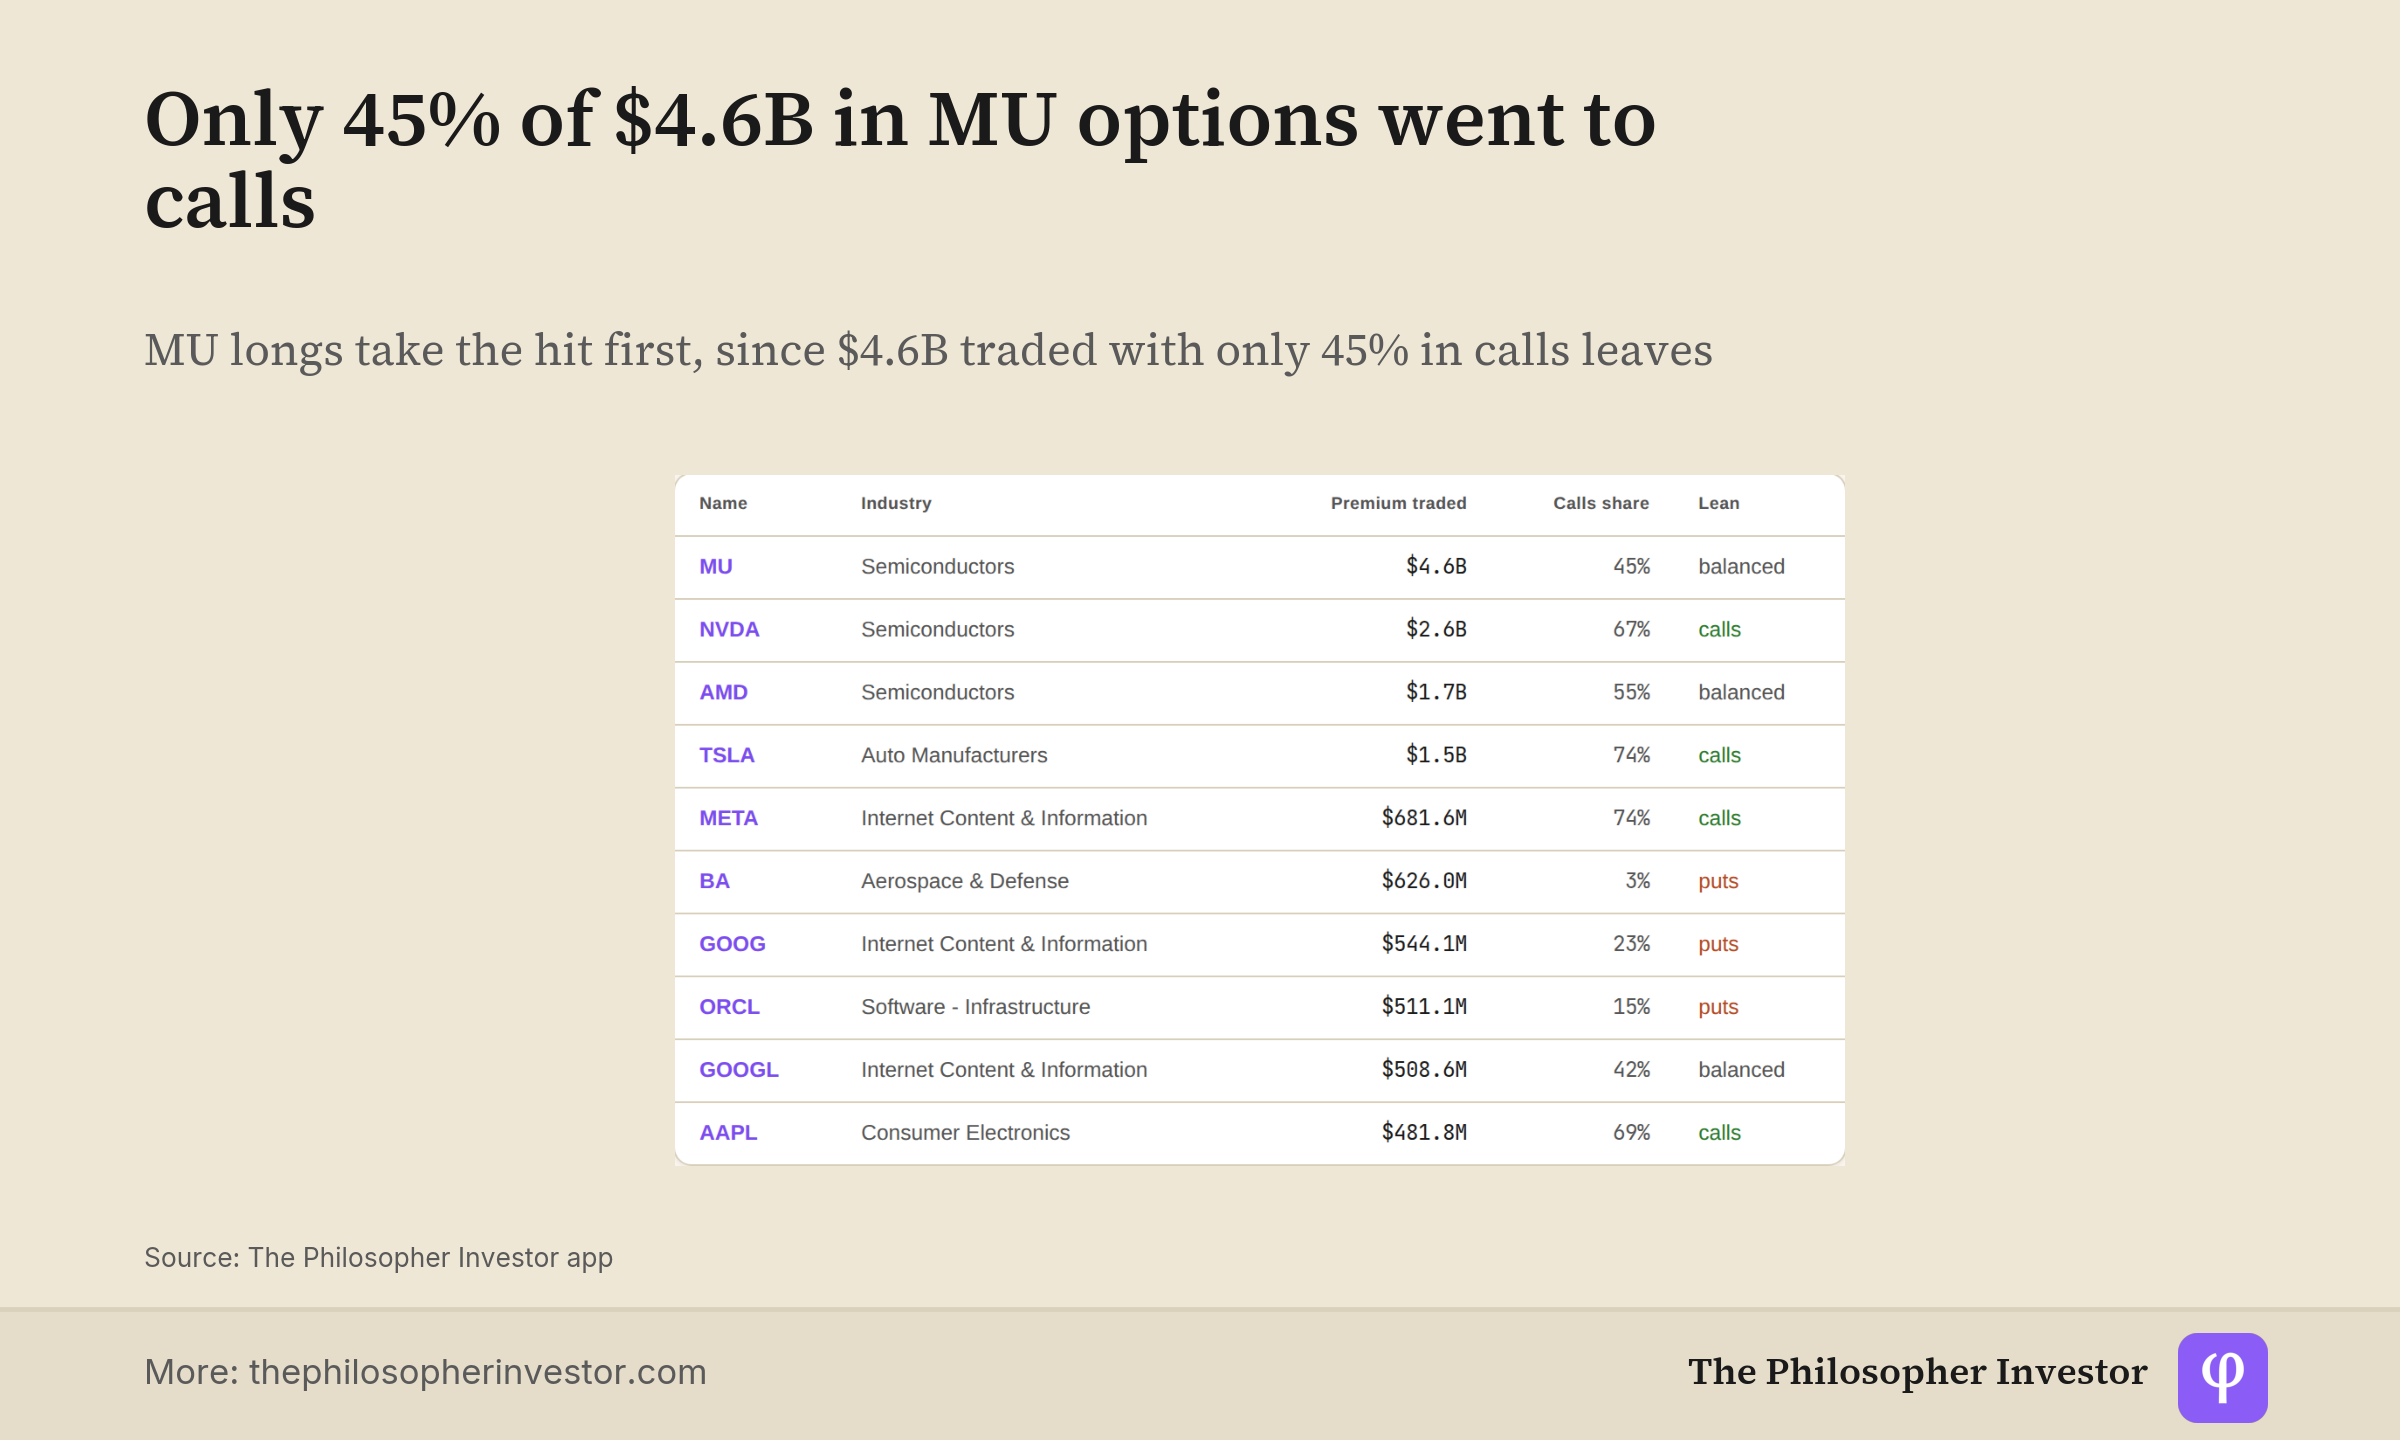 Only 45% of $4.6B in MU options went to
calls
MU longs take the hit first, since $4.6B traded with only 45% in calls leaves
Name Industry Premium traded Calls share Lean
MU Semiconductors $4.6B 45% balanced
NVDA Semiconductors $2.6B 67% calls
AMD Semiconductors $1.7B 55% balanced
TSLA Auto Manufacturers $1.5B 74% calls
META Internet Content & Information $681.6M 74% calls
BA Aerospace & Defense $626.0M 3% puts
GOOG Internet Content & Information $544.1M 23% puts
ORCL Software - Infrastructure $511.1M 15% puts
GOOGL Internet Content & Information $508.6M 42% balanced
AAPL Consumer Electronics $481.8M 69% calls
Source: The Philosopher Investor app
More: thephilosopherinvestor.com
The Philosopher Investor φ